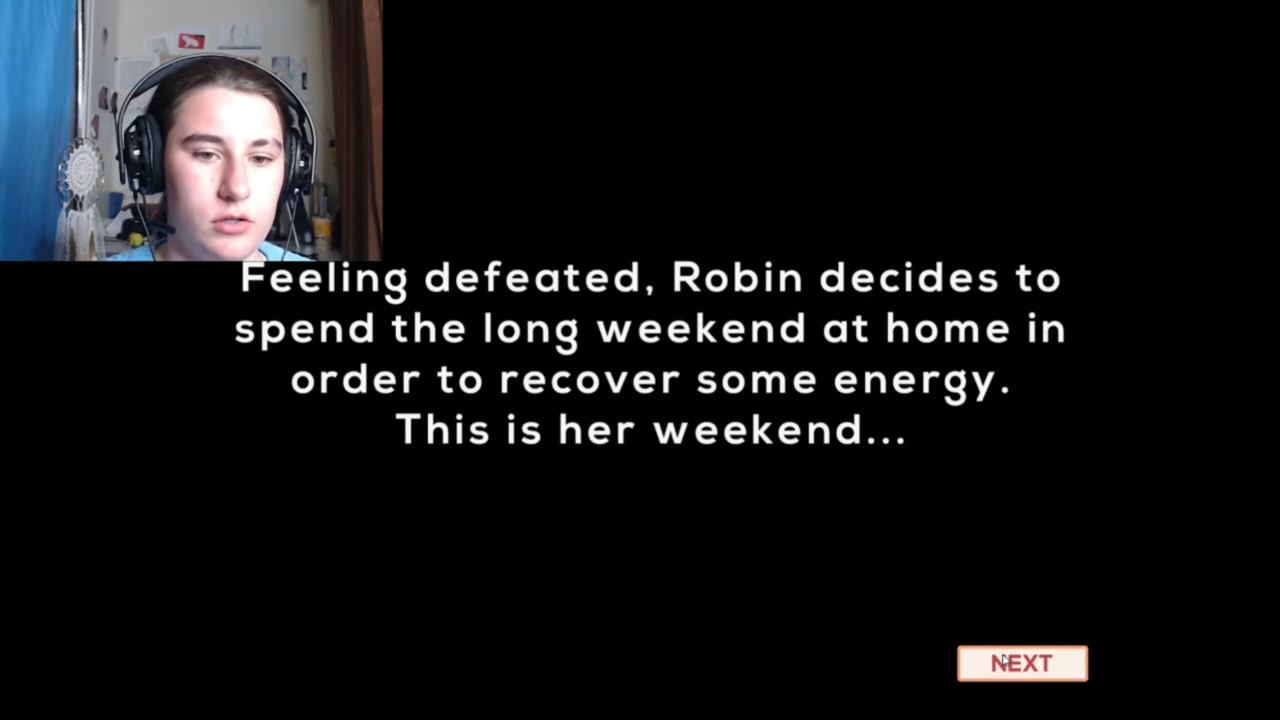 Feeling defeated, Robin decides to
spend the long weekend at home in
order to recover some energy.
This is her weekend...
NEXT